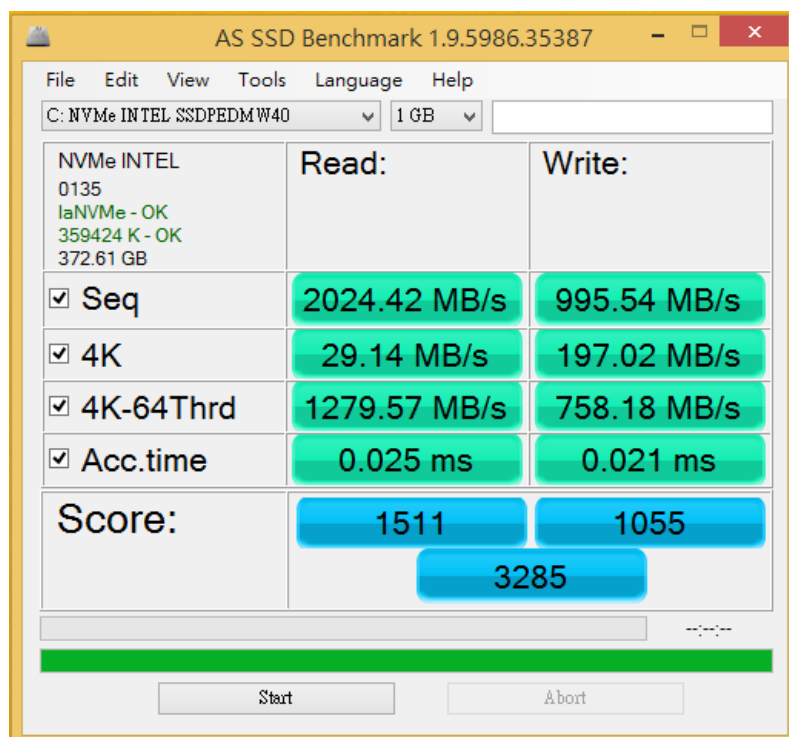 AS SSD Benchmark 1.9.5986.35387
File Edit View Tools Language Help
C: NVMe INTEL SSDPEDMW40 1 GB
NVMe INTEL
0135
IaNVMe - OK
359424 K - OK
372.61 GB
Read: Write:
Seq 2024.42 MB/s 995.54 MB/s
4K 29.14 MB/s 197.02 MB/s
4K-64Thrd 1279.57 MB/s 758.18 MB/s
Acc.time 0.025 ms 0.021 ms
Score: 1511 1055
3285
--:--:--
Start Abort